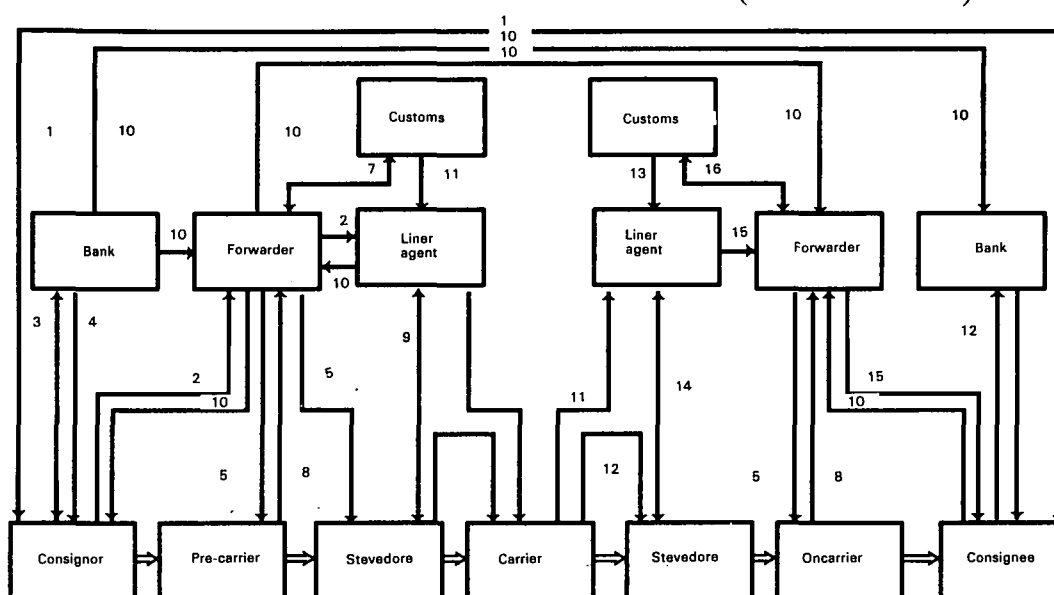 1
10
10
1
10
10
Customs
Customs
10
10
7
11
13
16
Bank
10
Forwarder
2
10
Liner
agent
Liner
agent
15
Forwarder
Bank
3
4
9
12
2
10
5
14
11
15
10
5
8
12
5
8
Consignor
Pre-carrier
Stevedore
Carrier
Stevedore
Oncarrier
Consignee